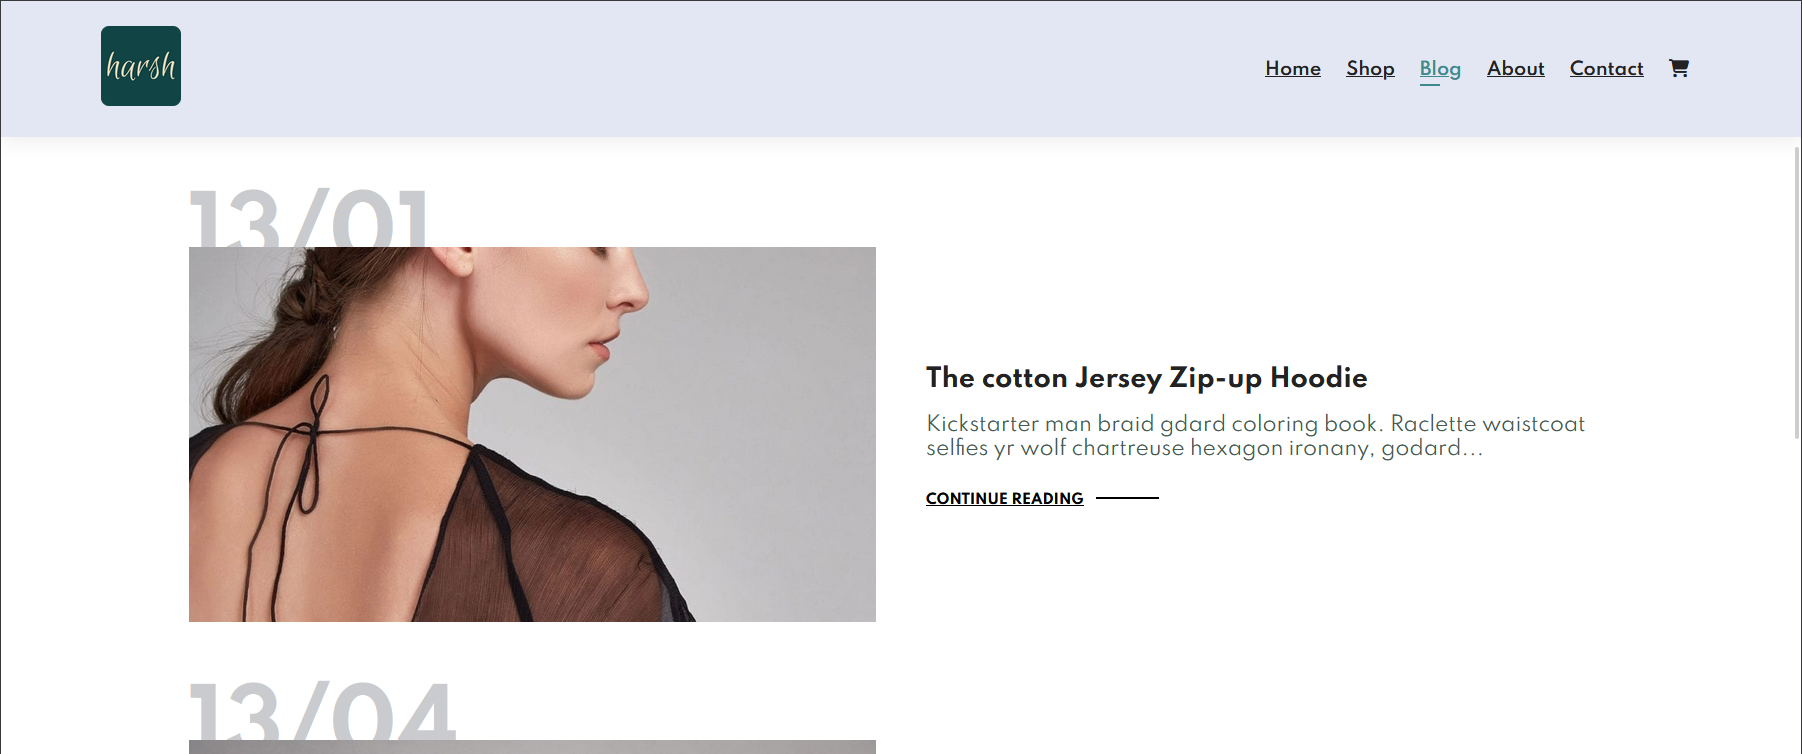 harsh
Home Shop Blog About Contact
13/01
The cotton Jersey Zip-up Hoodie
Kickstarter man braid gdard coloring book. Raclette waistcoat
selfies yr wolf chartreuse hexagon ironany, godard...
CONTINUE READING
13/04